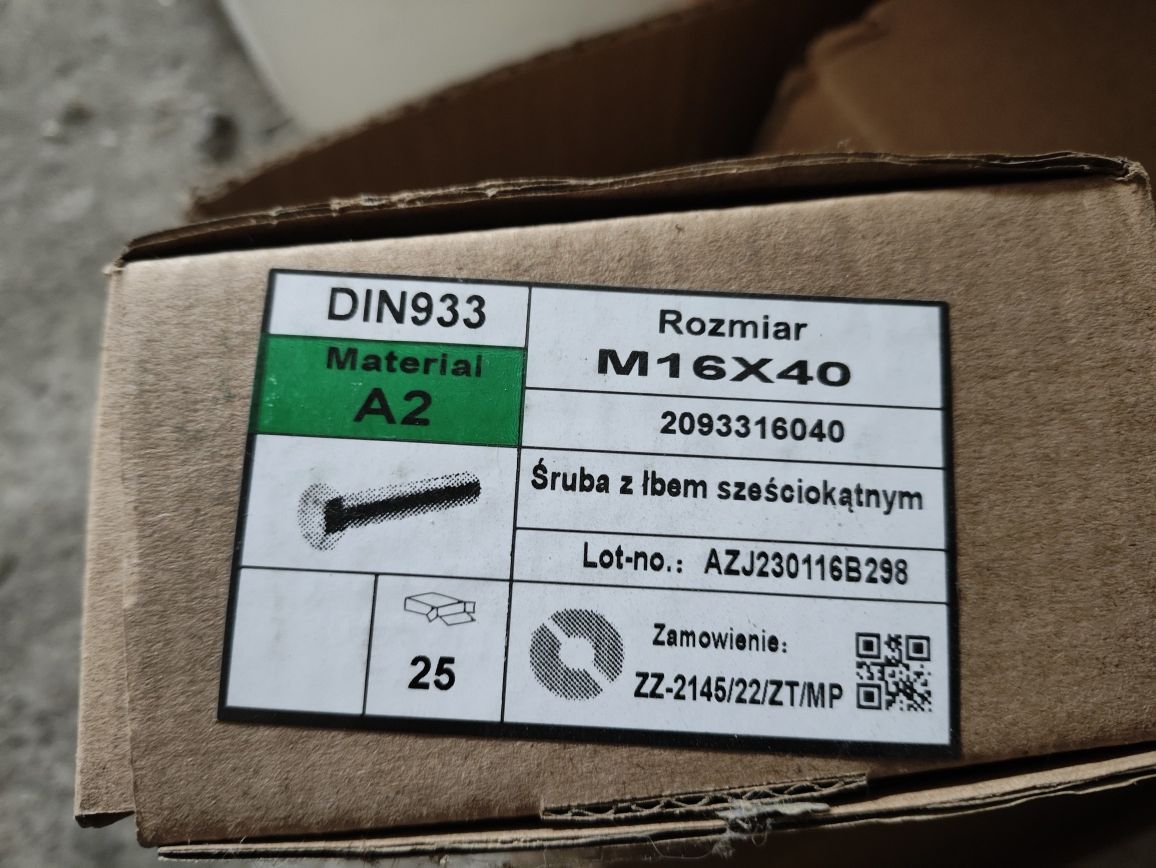 DIN933
Material
A2
25
Rozmiar
M16X40
2093316040
Śruba z łbem sześciokątnym
Lot-no.: AZJ230116B298
Zamowienie:
ZZ-2145/22/ZT/MP